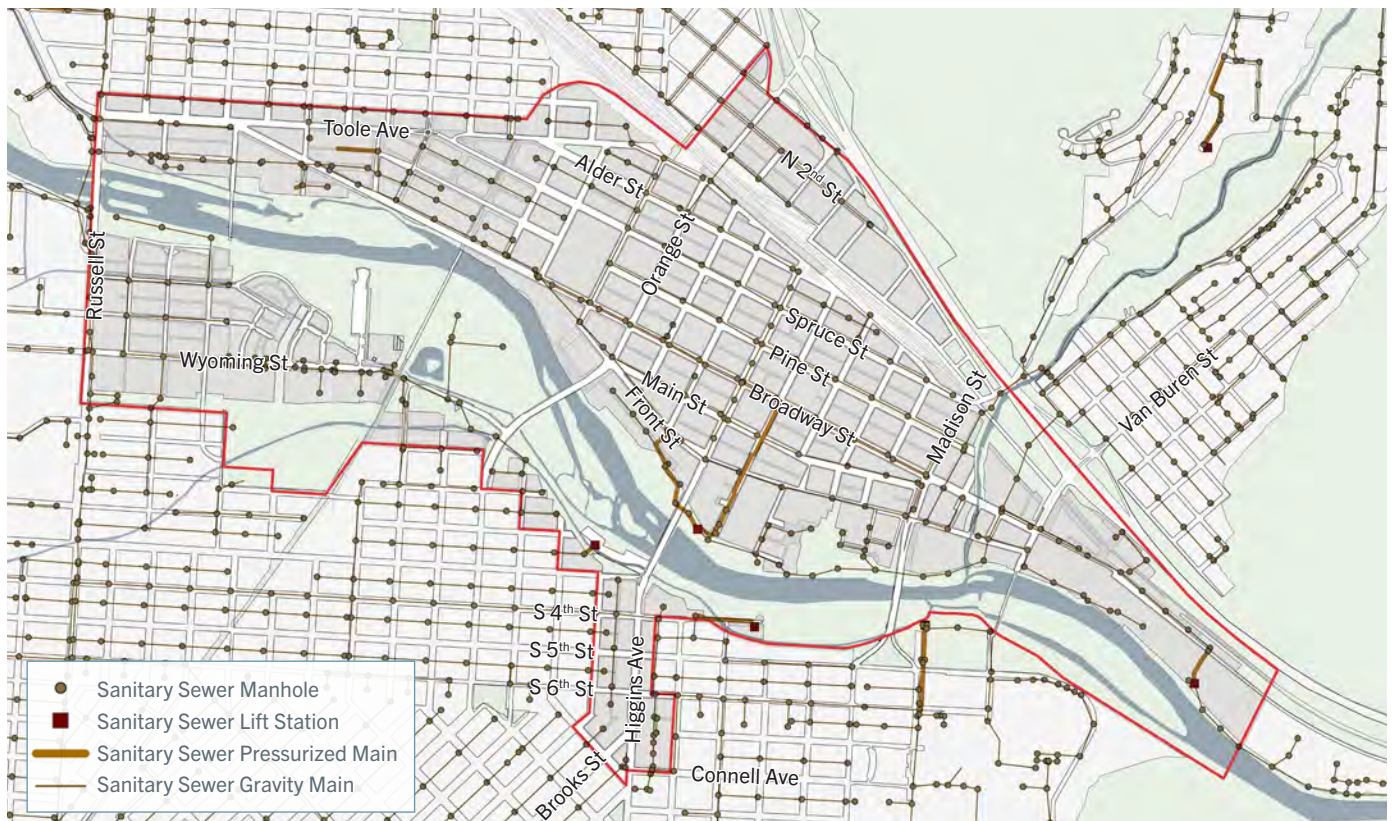 Toole Ave
Alder St
N 2nd St
Orange St
Russell St
Spruce St
Wyoming St
Pine St
Main St
Broadway St
Front St
Madison St
Van Buren St
S 4th St
S 5th St
S 6th St
Higgins Ave
Brooks St
Connell Ave
Sanitary Sewer Manhole
Sanitary Sewer Lift Station
Sanitary Sewer Pressurized Main
Sanitary Sewer Gravity Main